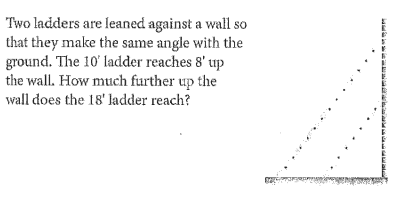 Two ladders are leaned against a wall so
that they make the same angle with the
ground. The 10' ladder reaches 8' up
the wall. How much further up the
wall does the 18' ladder reach?